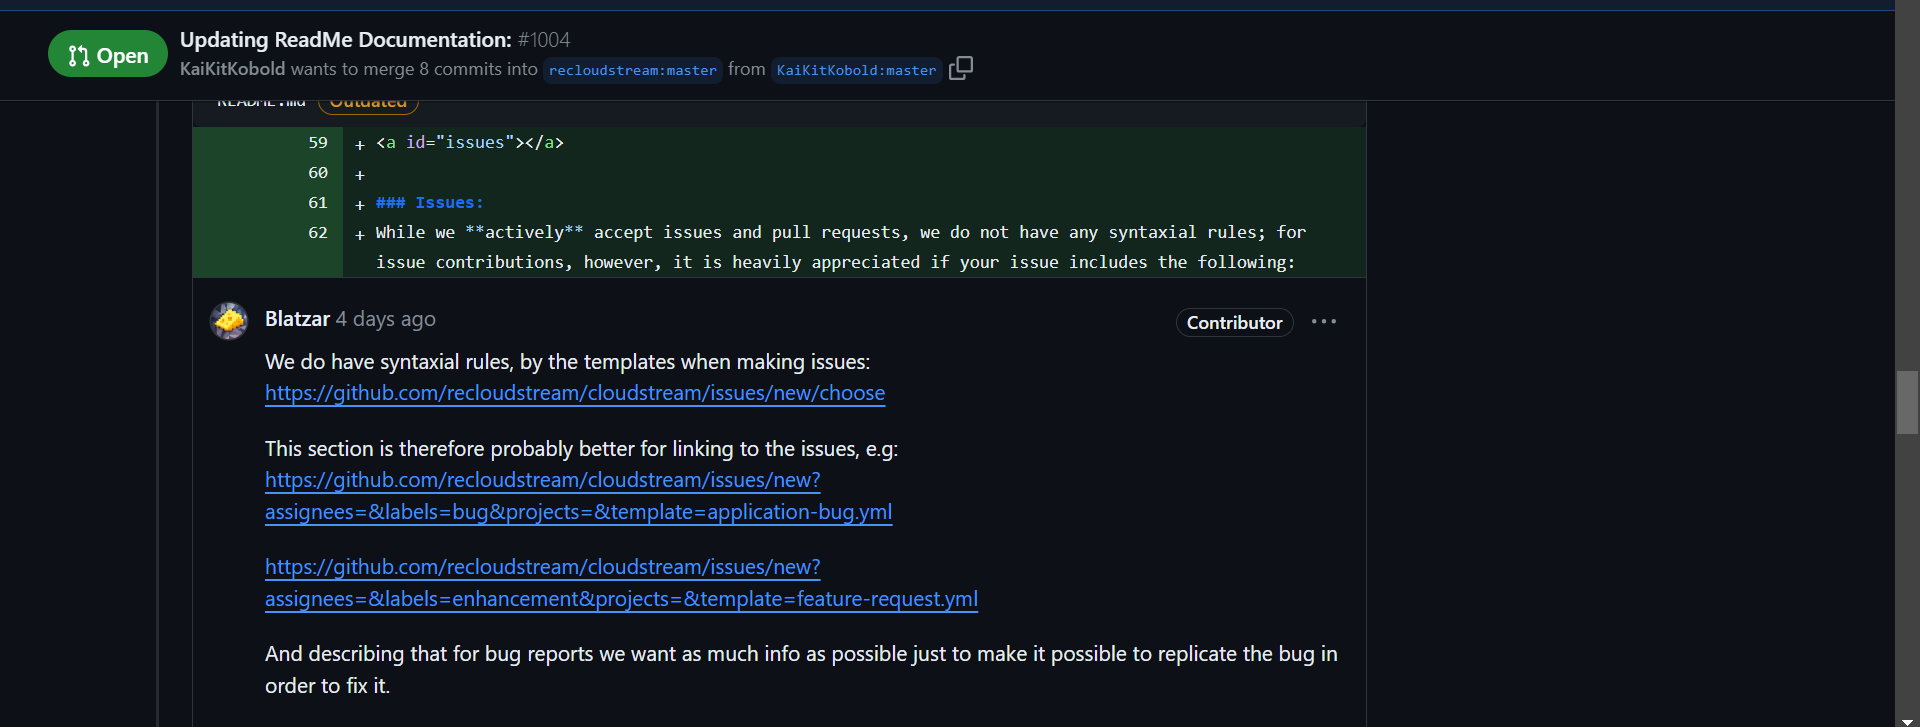 Open
Updating ReadMe Documentation: #1004
KaiKitKobold wants to merge 8 commits into recloudstream:master from KaiKitKobold:master
README.md Outdated
59 + <a id="issues"></a>
60 +
61 + ### Issues:
62 + While we **actively** accept issues and pull requests, we do not have any syntaxial rules; for
issue contributions, however, it is heavily appreciated if your issue includes the following:
Blatzar 4 days ago
Contributor
We do have syntaxial rules, by the templates when making issues:
https://github.com/recloudstream/cloudstream/issues/new/choose
This section is therefore probably better for linking to the issues, e.g:
https://github.com/recloudstream/cloudstream/issues/new?
assignees=&labels=bug&projects=&template=application-bug.yml
https://github.com/recloudstream/cloudstream/issues/new?
assignees=&labels=enhancement&projects=&template=feature-request.yml
And describing that for bug reports we want as much info as possible just to make it possible to replicate the bug in
order to fix it.